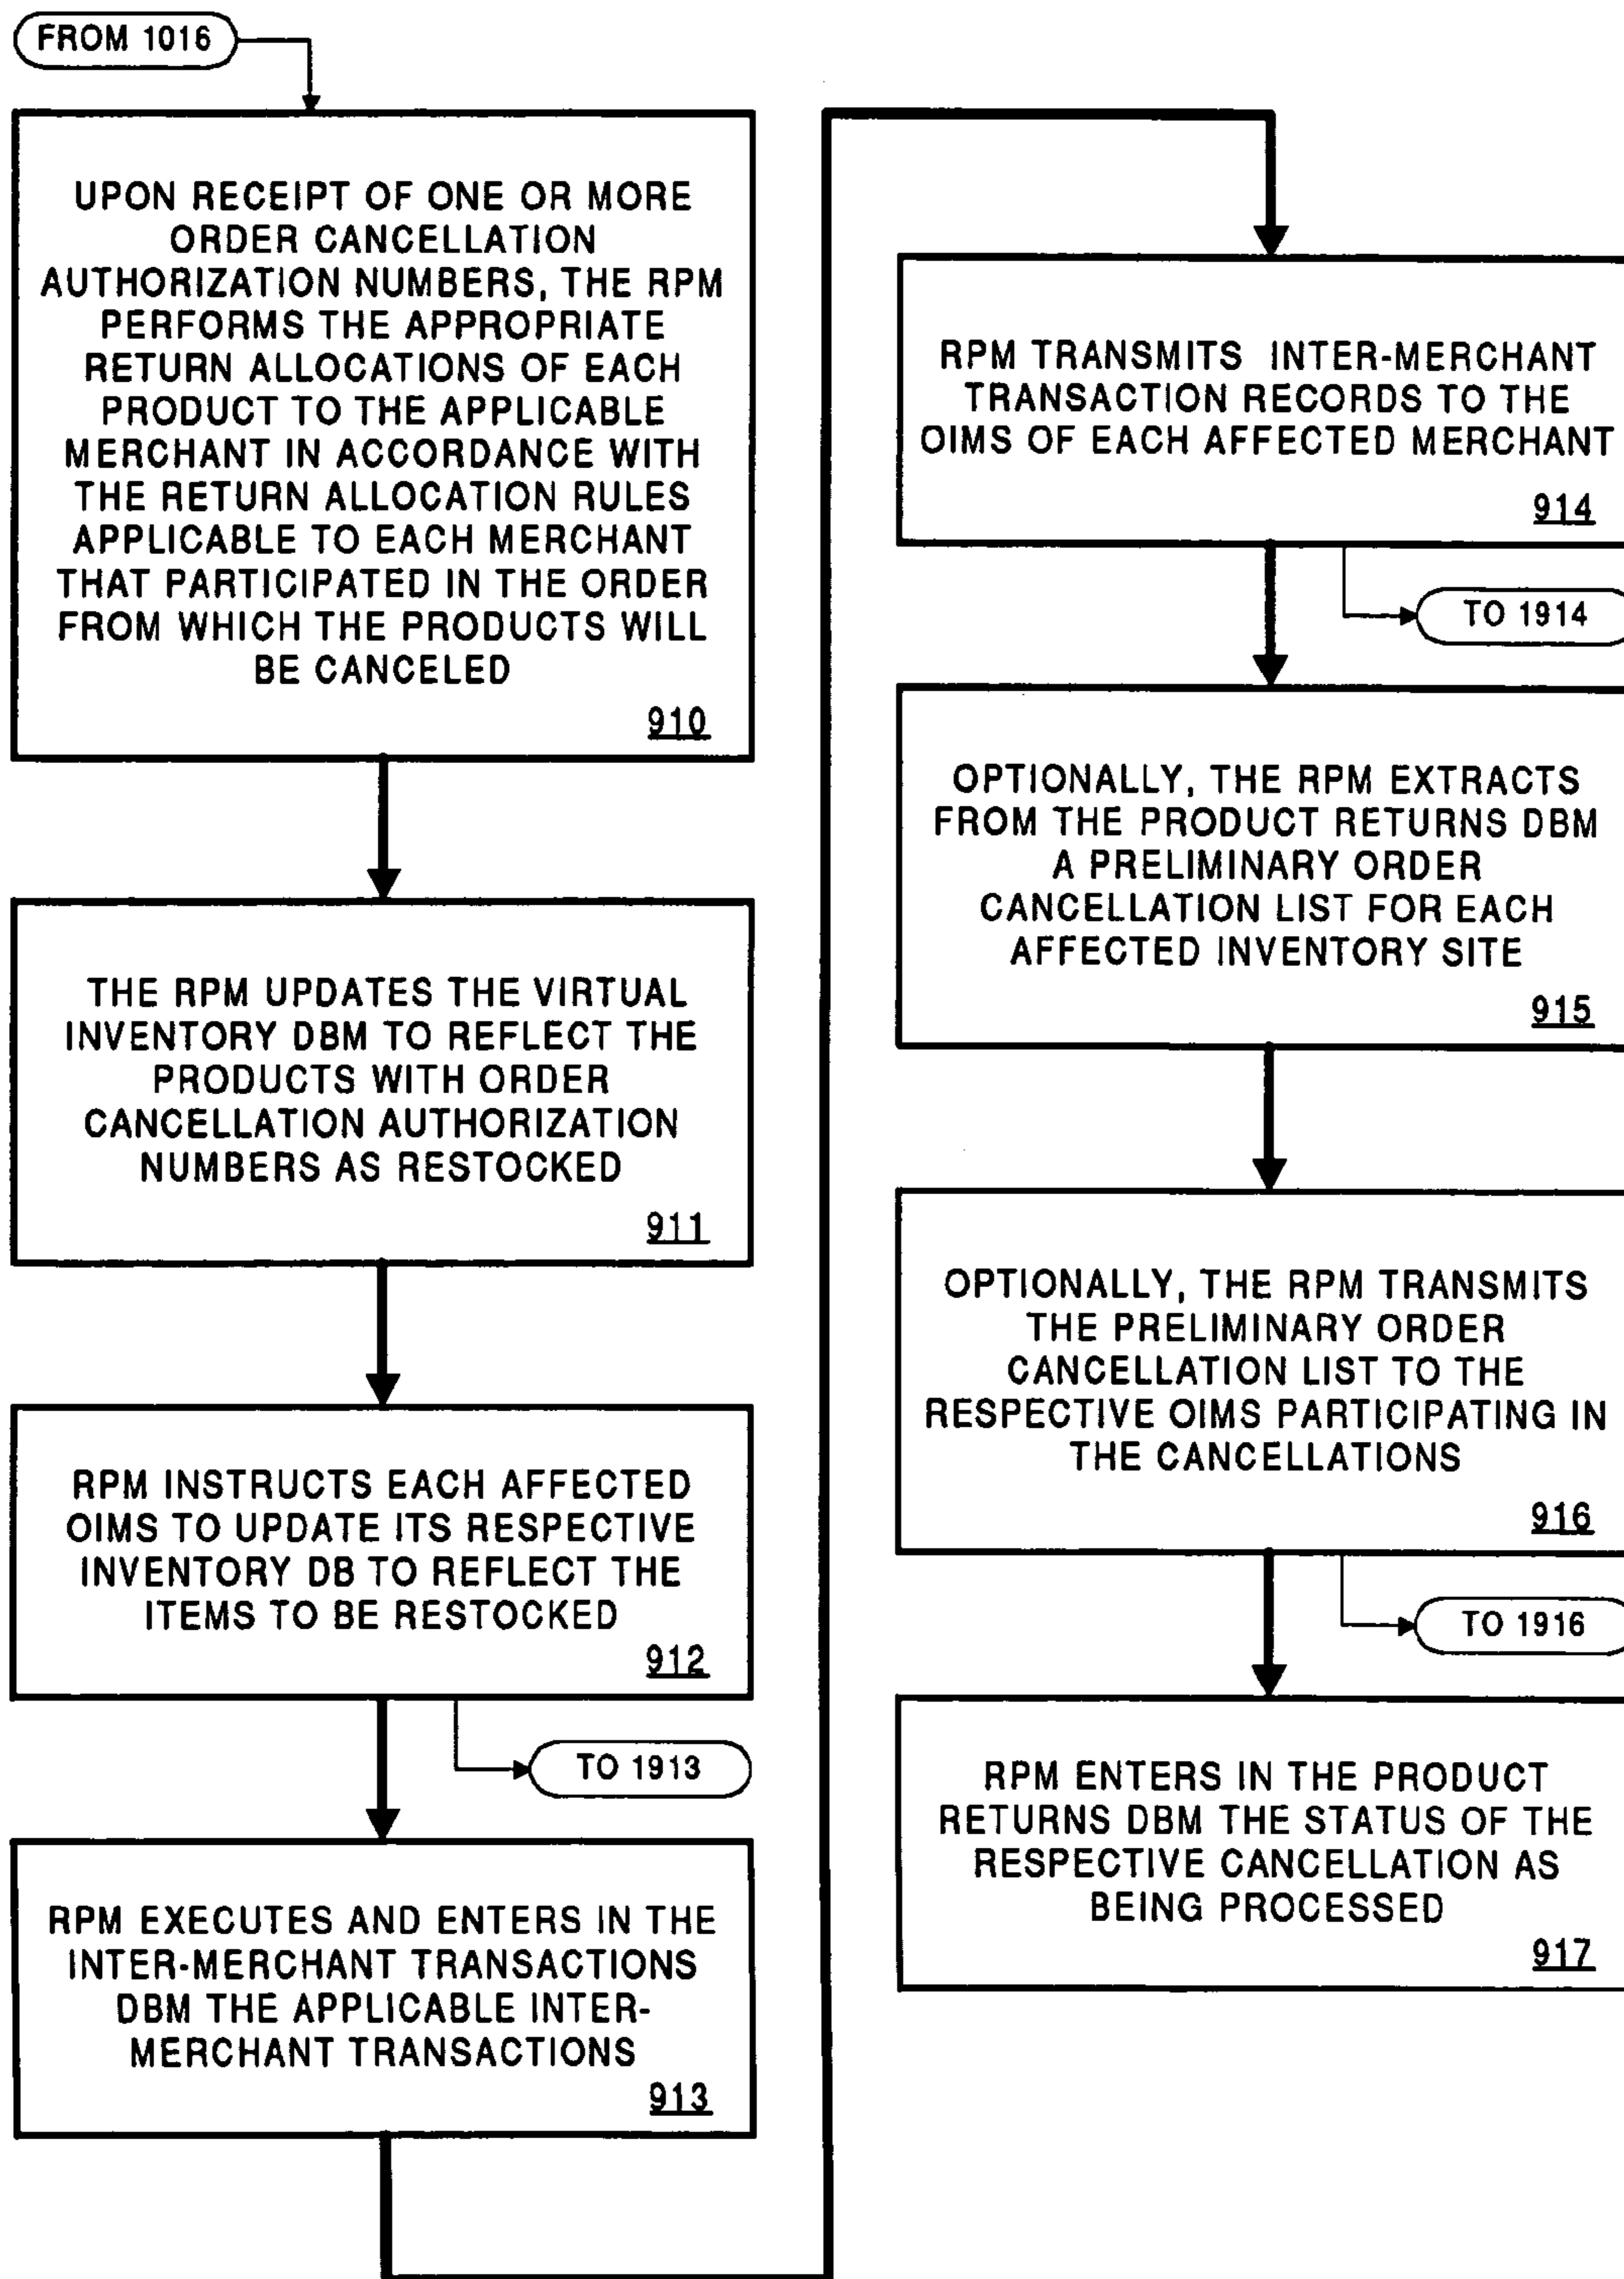 FROM 1016
UPON RECEIPT OF ONE OR MORE
ORDER CANCELLATION
AUTHORIZATION NUMBERS, THE RPM
PERFORMS THE APPROPRIATE
RETURN ALLOCATIONS OF EACH
PRODUCT TO THE APPLICABLE
MERCHANT IN ACCORDANCE WITH
THE RETURN ALLOCATION RULES
APPLICABLE TO EACH MERCHANT
THAT PARTICIPATED IN THE ORDER
FROM WHICH THE PRODUCTS WILL
BE CANCELED
910
THE RPM UPDATES THE VIRTUAL
INVENTORY DBM TO REFLECT THE
PRODUCTS WITH ORDER
CANCELLATION AUTHORIZATION
NUMBERS AS RESTOCKED
911
RPM INSTRUCTS EACH AFFECTED
OIMS TO UPDATE ITS RESPECTIVE
INVENTORY DB TO REFLECT THE
ITEMS TO BE RESTOCKED
912
TO 1913
RPM EXECUTES AND ENTERS IN THE
INTER-MERCHANT TRANSACTIONS
DBM THE APPLICABLE INTER-
MERCHANT TRANSACTIONS
913
RPM TRANSMITS INTER-MERCHANT
TRANSACTION RECORDS TO THE
OIMS OF EACH AFFECTED MERCHANT
914
TO 1914
OPTIONALLY, THE RPM EXTRACTS
FROM THE PRODUCT RETURNS DBM
A PRELIMINARY ORDER
CANCELLATION LIST FOR EACH
AFFECTED INVENTORY SITE
915
OPTIONALLY, THE RPM TRANSMITS
THE PRELIMINARY ORDER
CANCELLATION LIST TO THE
RESPECTIVE OIMS PARTICIPATING IN
THE CANCELLATIONS
916
TO 1916
RPM ENTERS IN THE PRODUCT
RETURNS DBM THE STATUS OF THE
RESPECTIVE CANCELLATION AS
BEING PROCESSED
917